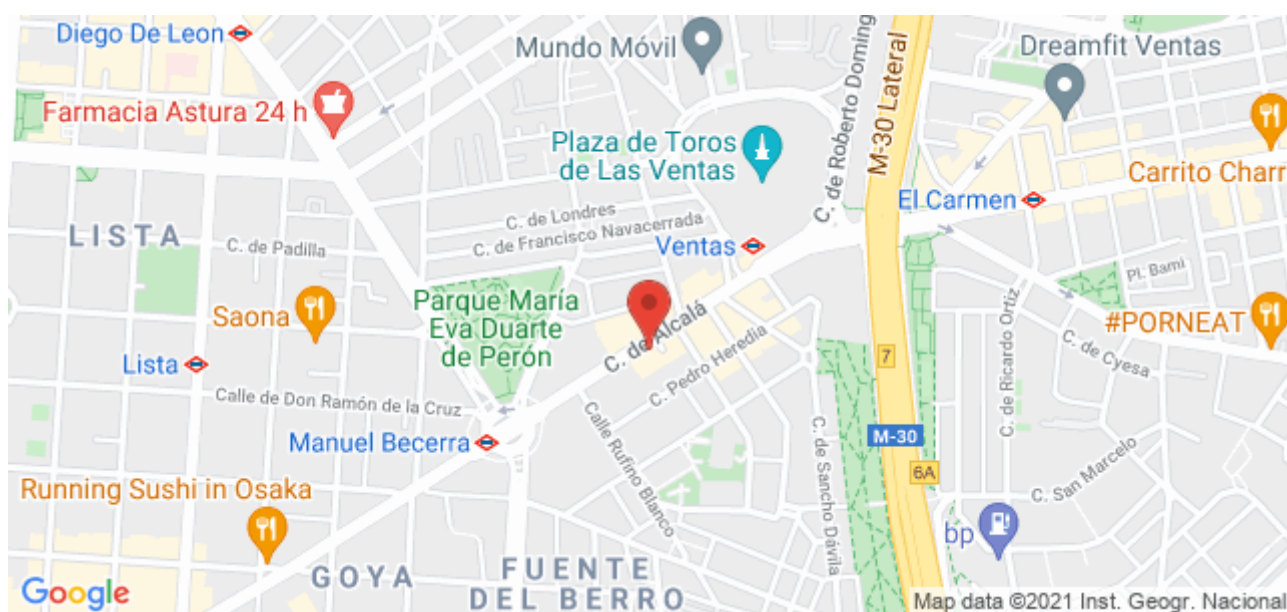 Diego De Leon
Mundo Móvil
Dreamfit Ventas
Farmacia Astura 24 h
C. de Roberto Doming
M-30 Lateral
Plaza de Toros
de Las Ventas
Carrito Charr
El Carmen
LISTA
C. de Padilla
C. de Londres
C. de Francisco Navacerrada
Ventas
Pl. Bami
Saona
Parque María
Eva Duarte
de Perón
C. de Alcalá
C. Pedro Heredia
7
C. de Ricardo Ortiz
#PORNEAT
C. de Cyesa
Lista
Calle de Don Ramón de la Cruz
Manuel Becerra
Calle Rufino Blanco
C. de Sancho Dávila
M-30
6A
C. San Marcelo
Running Sushi in Osaka
bp
GOYA
FUENTE
DEL BERRO
Google
Map data ©2021 Inst. Geogr. Nacional